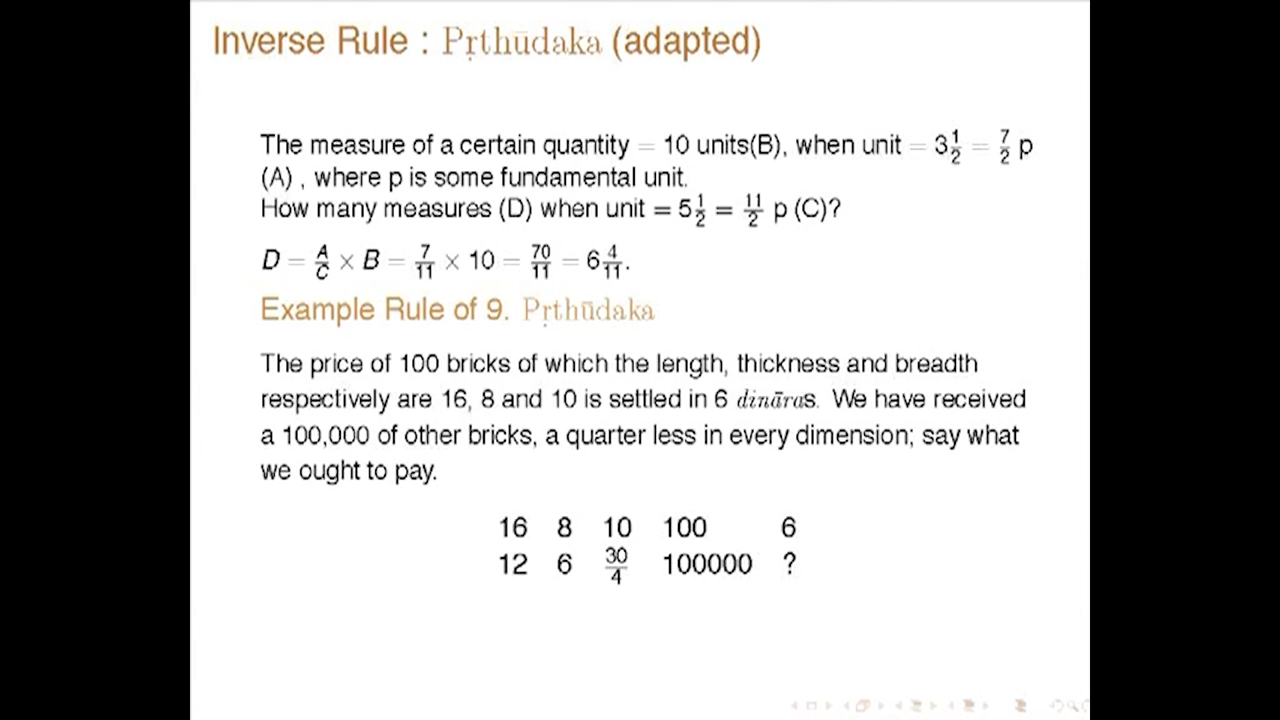 Inverse Rule : Pṛthūdaka (adapted)
The measure of a certain quantity = 10 units(B), when unit = 3 1/2 = 7/2 p
(A) , where p is some fundamental unit.
How many measures (D) when unit = 5 1/2 = 11/2 p (C)?
D = A/C × B = 7/11 × 10 = 70/11 = 6 4/11.
Example Rule of 9. Pṛthūdaka
The price of 100 bricks of which the length, thickness and breadth
respectively are 16, 8 and 10 is settled in 6 dināras. We have received
a 100,000 of other bricks, a quarter less in every dimension; say what
we ought to pay.
16 8 10 100 6
12 6 30/4 100000 ?